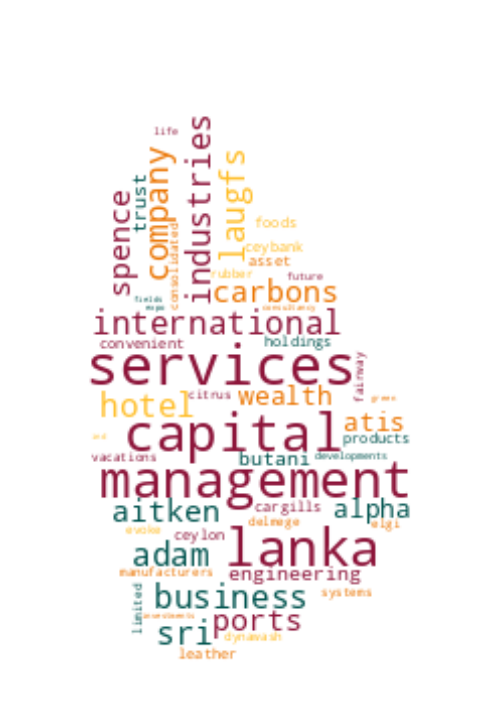 life
industries
company
laugfs
trust
spence
consolidated
foods
ceybank
asset
rubber
future
carbons
fields
expo
consultancy
international
convenient
holdings
services
fairway
citrus
wealth
hotel
green
capital
atis
products
vacations
butani
developments
management
aitken
cargills
alpha
delmege
elgi
evoke
ceylon
lanka
adam
manufacturers
engineering
limited
business
systems
investments
ports
sri
dynawash
leather